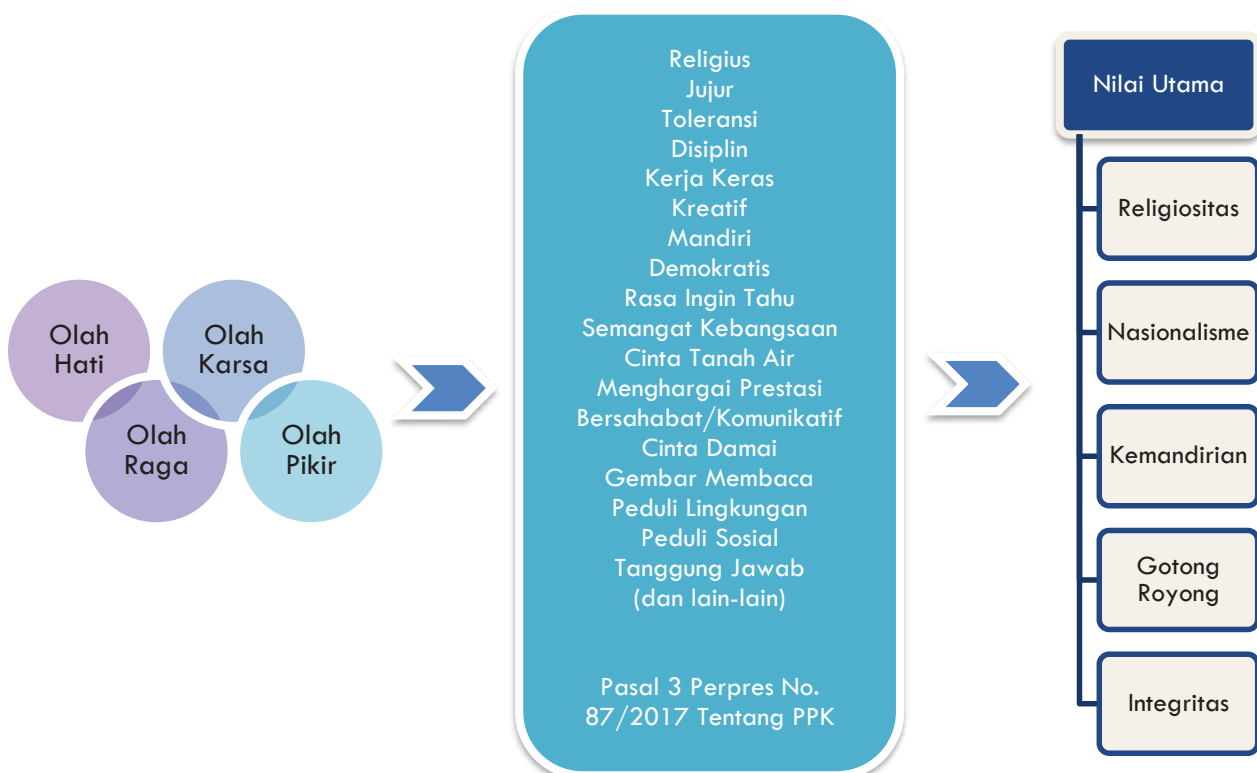 Olah
Hati
Olah
Karsa
Olah
Raga
Olah
Pikir
Religius
Jujur
Toleransi
Disiplin
Kerja Keras
Kreatif
Mandiri
Demokratis
Rasa Ingin Tahu
Semangat Kebangsaan
Cinta Tanah Air
Menghargai Prestasi
Bersahabat/Komunikatif
Cinta Damai
Gembar Membaca
Peduli Lingkungan
Peduli Sosial
Tanggung Jawab
(dan lain-lain)
Pasal 3 Perpres No.
87/2017 Tentang PPK
Nilai Utama
Religiositas
Nasionalisme
Kemandirian
Gotong
Royong
Integritas